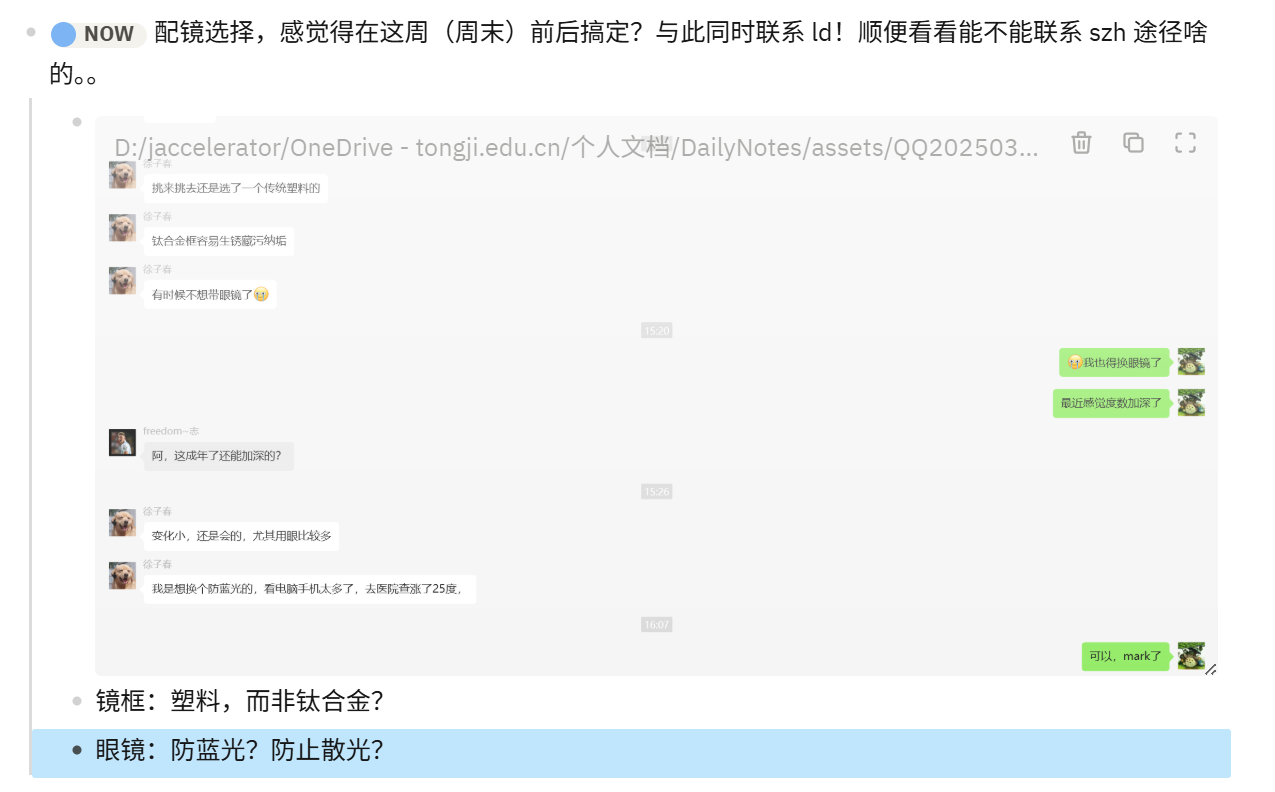 NOW 配镜选择，感觉得在这周（周末）前后搞定？与此同时联系 ld！顺便看看能不能联系 szh 途径啥
的。。
D:/jaccelerator/OneDrive - tongji.edu.cn/个人文档/DailyNotes/assets/QQ202503...
徐子春
挑来挑去还是选了一个传统塑料的
徐子春
钛合金框容易生锈藏污纳垢
徐子春
有时候不想带眼镜了
15:20
我也得换眼镜了
最近感觉度数加深了
freedom--志
阿，这成年了还能加深的？
15:26
徐子春
变化小，还是会的，尤其用眼比较多
徐子春
我是想换个防蓝光的，看电脑手机太多了，去医院查涨了25度，
16:07
可以，mark了
镜框：塑料，而非钛合金？
眼镜：防蓝光？防止散光？